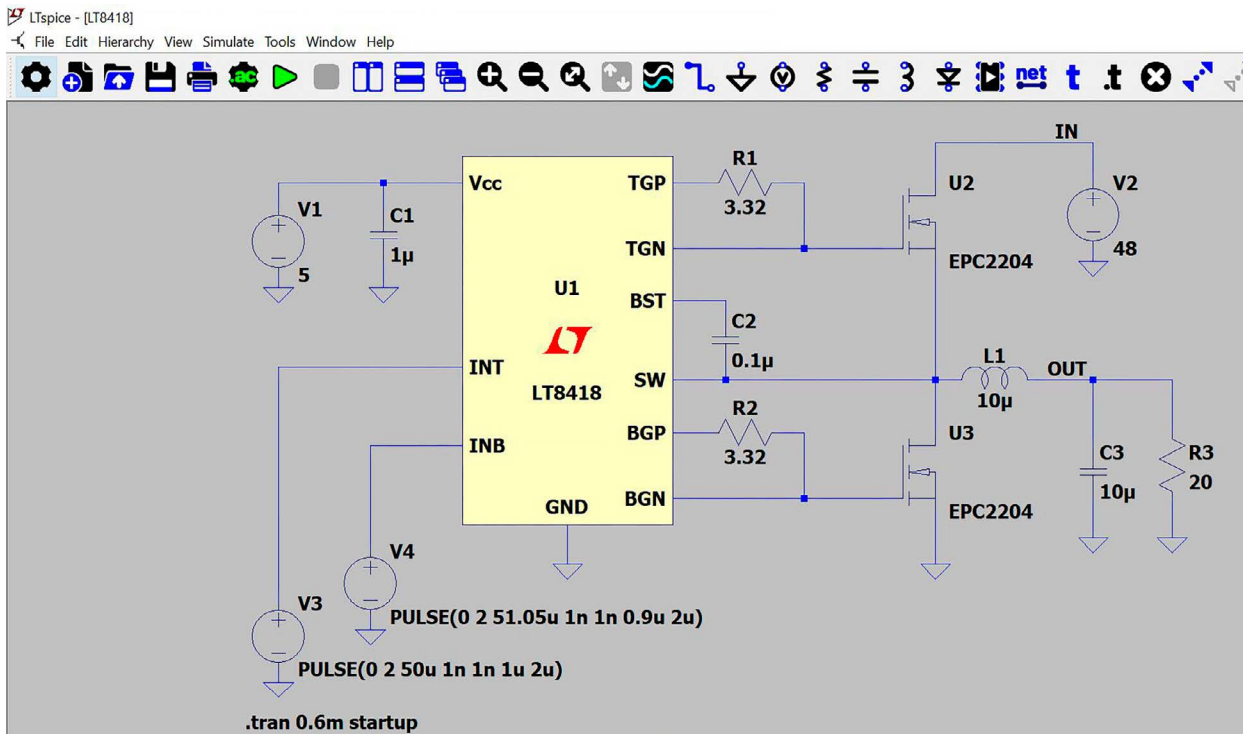 LTspice - [LT8418]
File Edit Hierarchy View Simulate Tools Window Help
.ac
net
t
.t
IN
R1
3.32
V2
48
U2
EPC2204
Vcc
TGP
V1
5
C1
1µ
TGN
U1
BST
C2
0.1µ
INT
SW
L1
10µ
OUT
LT8418
R2
3.32
INB
BGP
U3
EPC2204
C3
10µ
R3
20
BGN
GND
V4
PULSE(0 2 51.05u 1n 1n 0.9u 2u)
V3
PULSE(0 2 50u 1n 1n 1u 2u)
.tran 0.6m startup